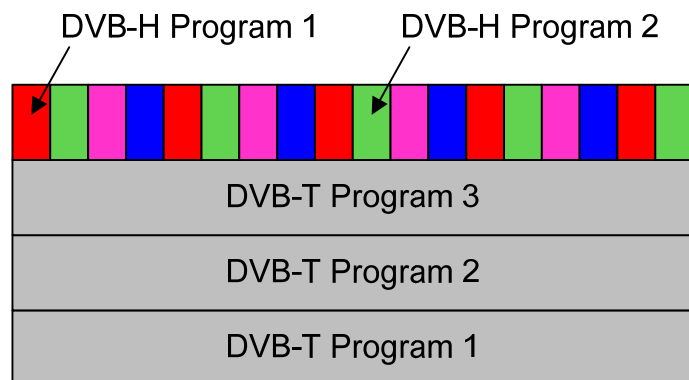 DVB-H Program 1
DVB-H Program 2
DVB-T Program 3
DVB-T Program 2
DVB-T Program 1